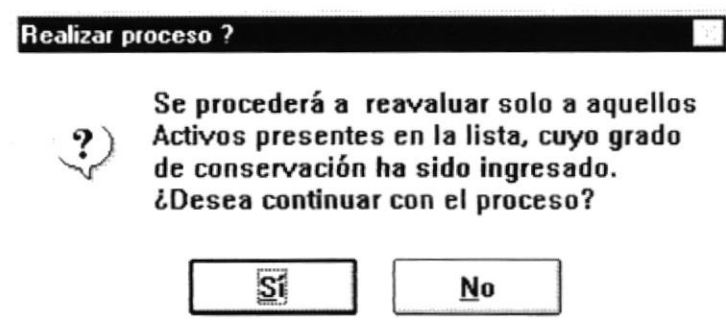 Realizar proceso ?
Se procederá a reavaluar solo a aquellos
Activos presentes en la lista, cuyo grado
de conservación ha sido ingresado.
¿Desea continuar con el proceso?
Sí
No